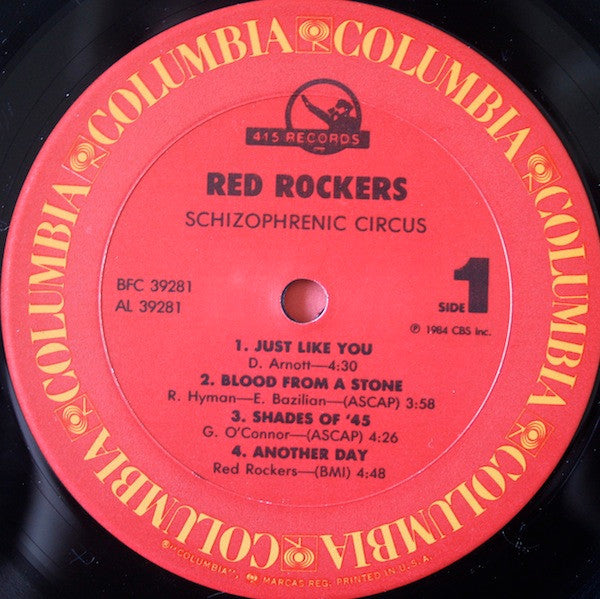 COLUMBIA COLUMBIA COLUMBIA COLUMBIA COLUMBIA COLUMBIA
415 RECORDS
RED ROCKERS
SCHIZOPHRENIC CIRCUS
BFC 39281
AL 39281
SIDE 1
℗ 1984 CBS Inc.
1. JUST LIKE YOU
D. Arnott—4:30
2. BLOOD FROM A STONE
R. Hyman—E. Bazilian—(ASCAP) 3:58
3. SHADES OF '45
G. O'Connor—(ASCAP) 4:26
4. ANOTHER DAY
Red Rockers—(BMI) 4:48
"COLUMBIA", MARCAS REG. PRINTED IN U.S.A.